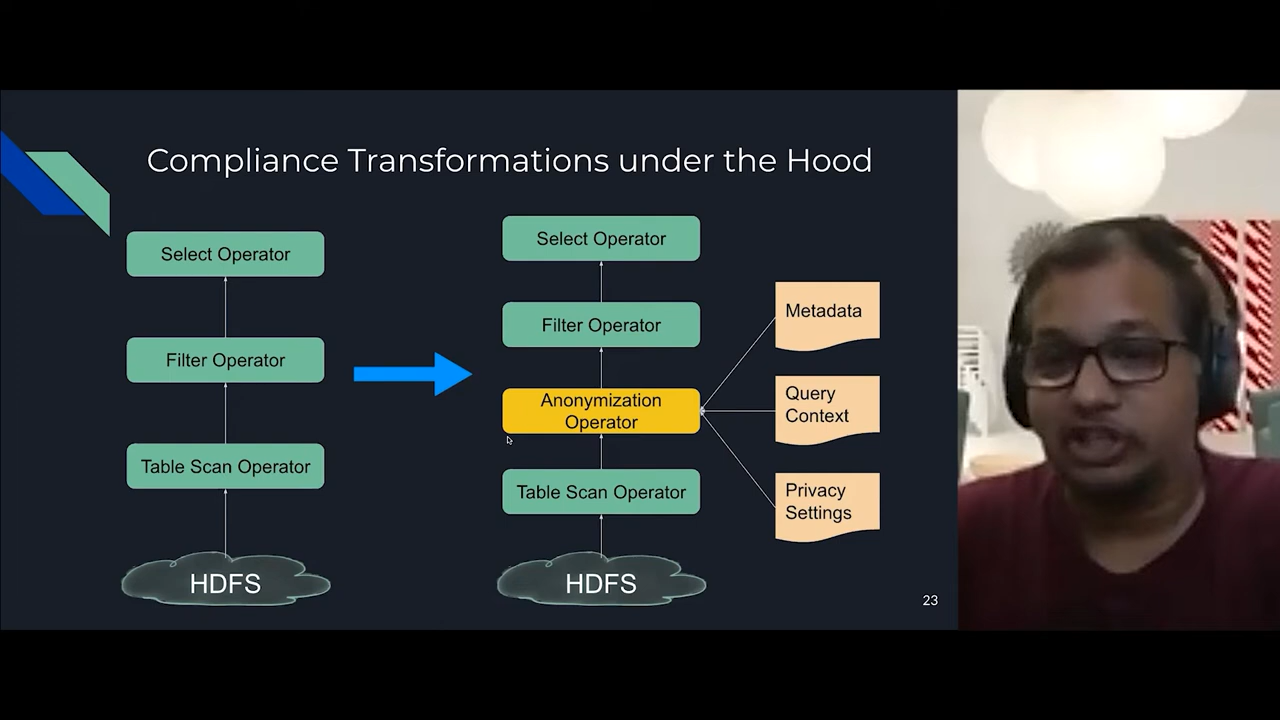 Compliance Transformations under the Hood
Select Operator
Filter Operator
Table Scan Operator
HDFS
Select Operator
Filter Operator
Anonymization
Operator
Table Scan Operator
HDFS
Metadata
Query
Context
Privacy
Settings
23